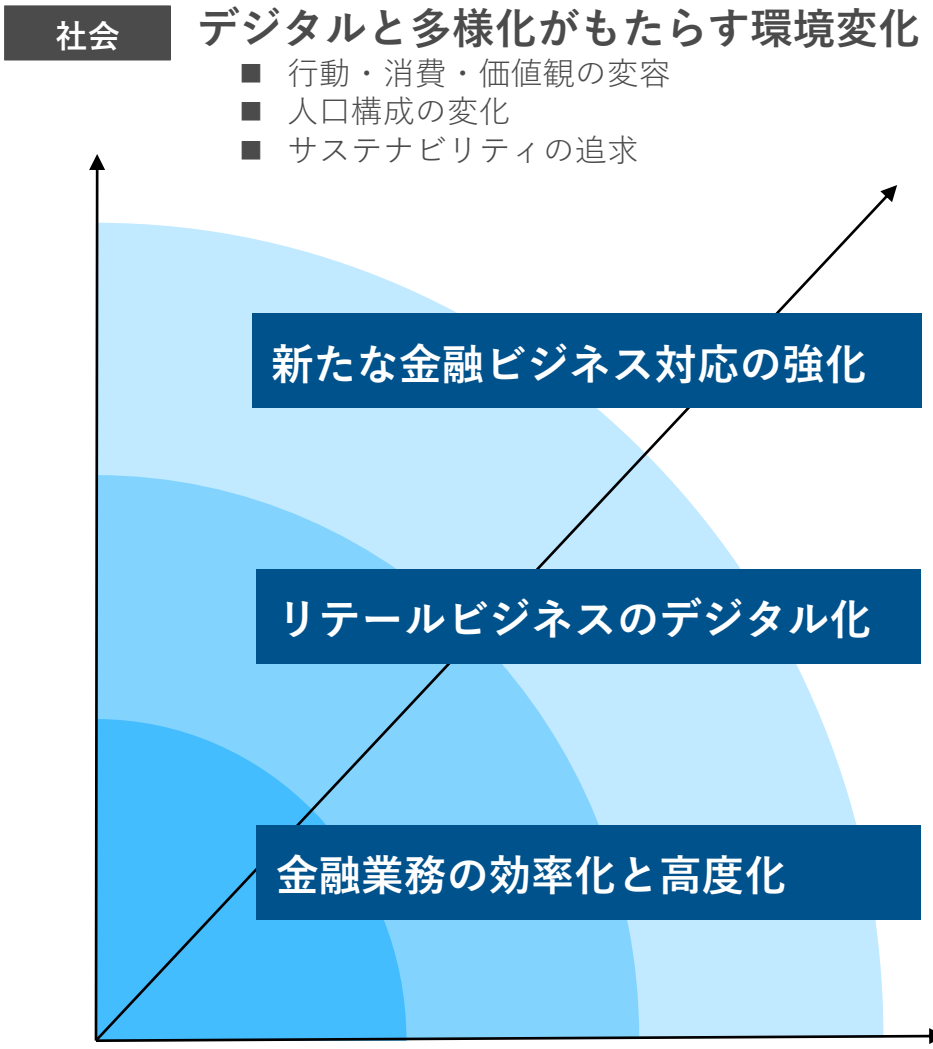 社会
デジタルと多様化がもたらす環境変化
■ 行動・消費・価値観の変容
■ 人口構成の変化
■ サステナビリティの追求
新たな金融ビジネス対応の強化
リテールビジネスのデジタル化
金融業務の効率化と高度化